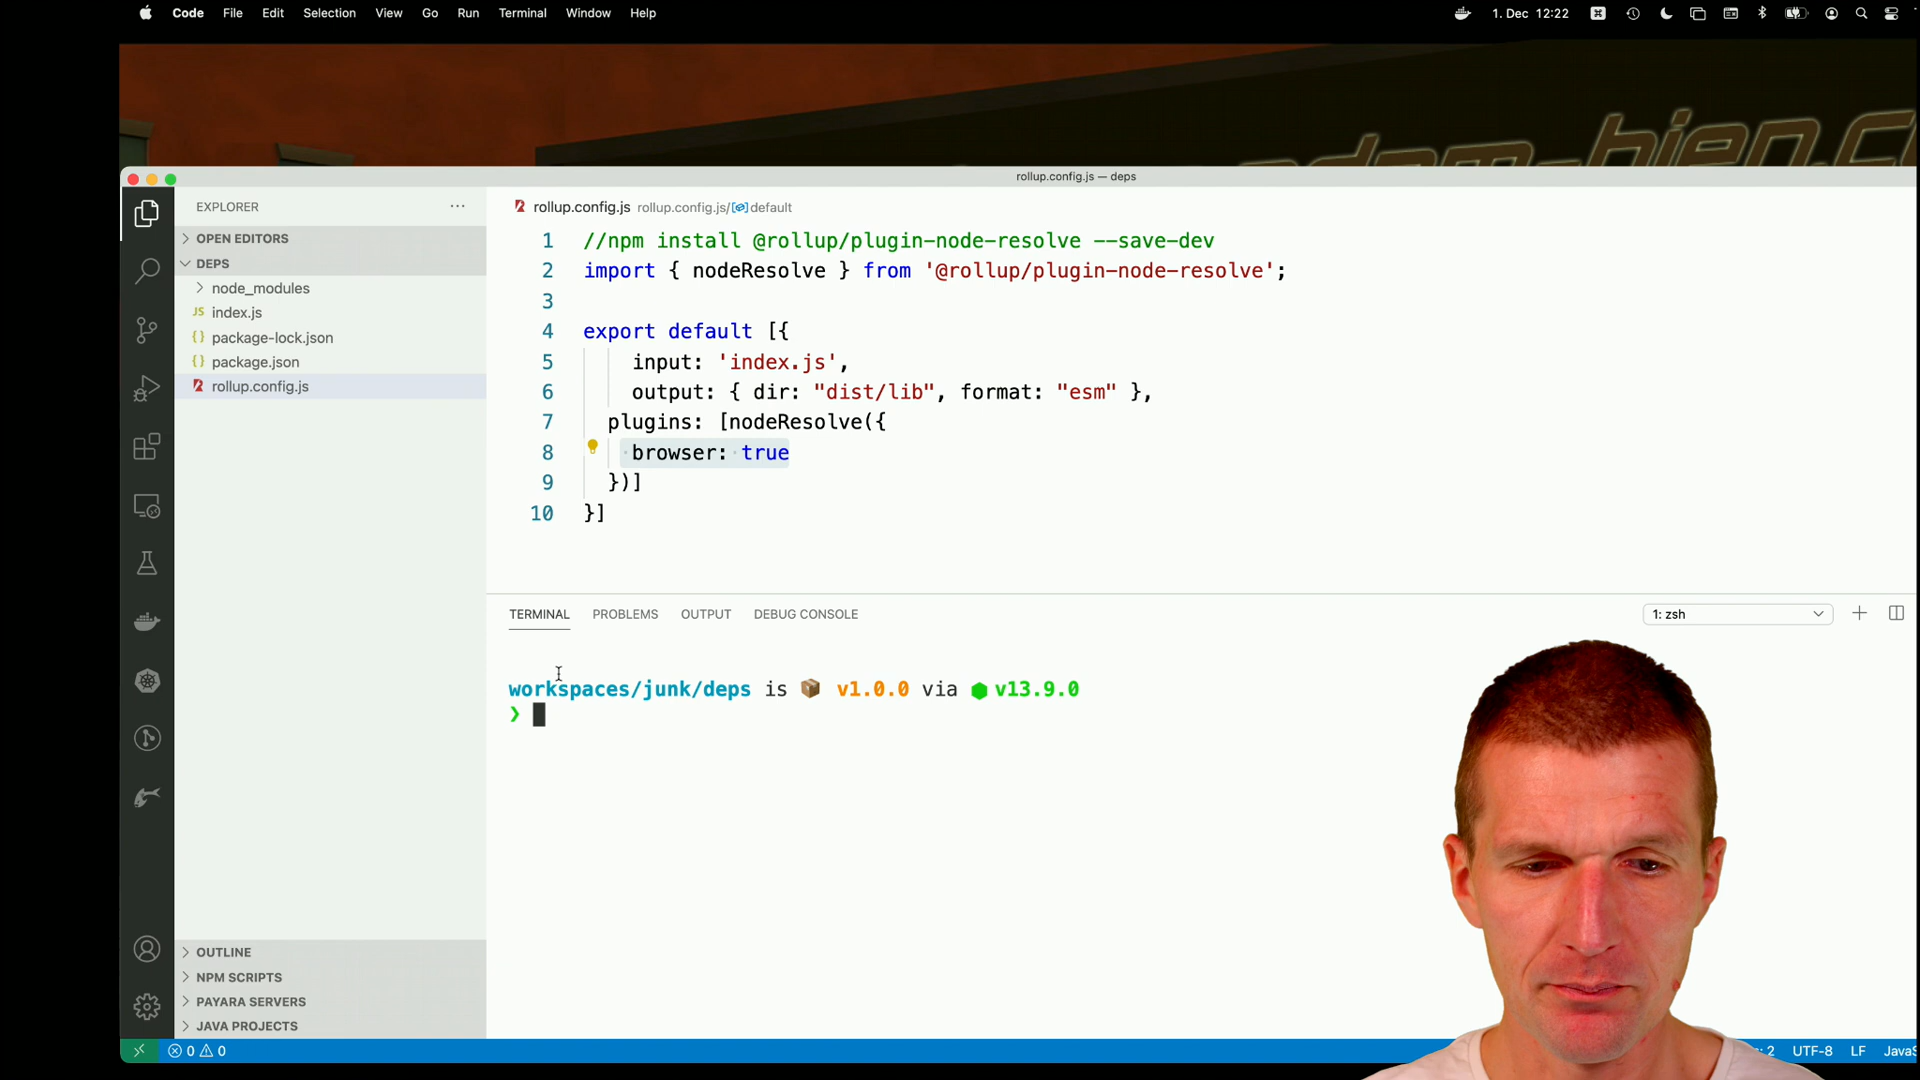 Code File Edit Selection View Go Run Terminal Window Help
1. Dec 12:22
rollup.config.js — deps
EXPLORER
OPEN EDITORS
DEPS
node_modules
JS index.js
{} package-lock.json
{} package.json
rollup.config.js
OUTLINE
NPM SCRIPTS
PAYARA SERVERS
JAVA PROJECTS
rollup.config.js rollup.config.js/[@]default
1 //npm install @rollup/plugin-node-resolve --save-dev
2 import { nodeResolve } from '@rollup/plugin-node-resolve';
3
4 export default [{
5 input: 'index.js',
6 output: { dir: "dist/lib", format: "esm" },
7 plugins: [nodeResolve({
8 browser: true
9 })]
10 }]
TERMINAL PROBLEMS OUTPUT DEBUG CONSOLE
1: zsh
workspaces/junk/deps is 📦 v1.0.0 via ⬢ v13.9.0
❯
0 0
: 2 UTF-8 LF JavaS